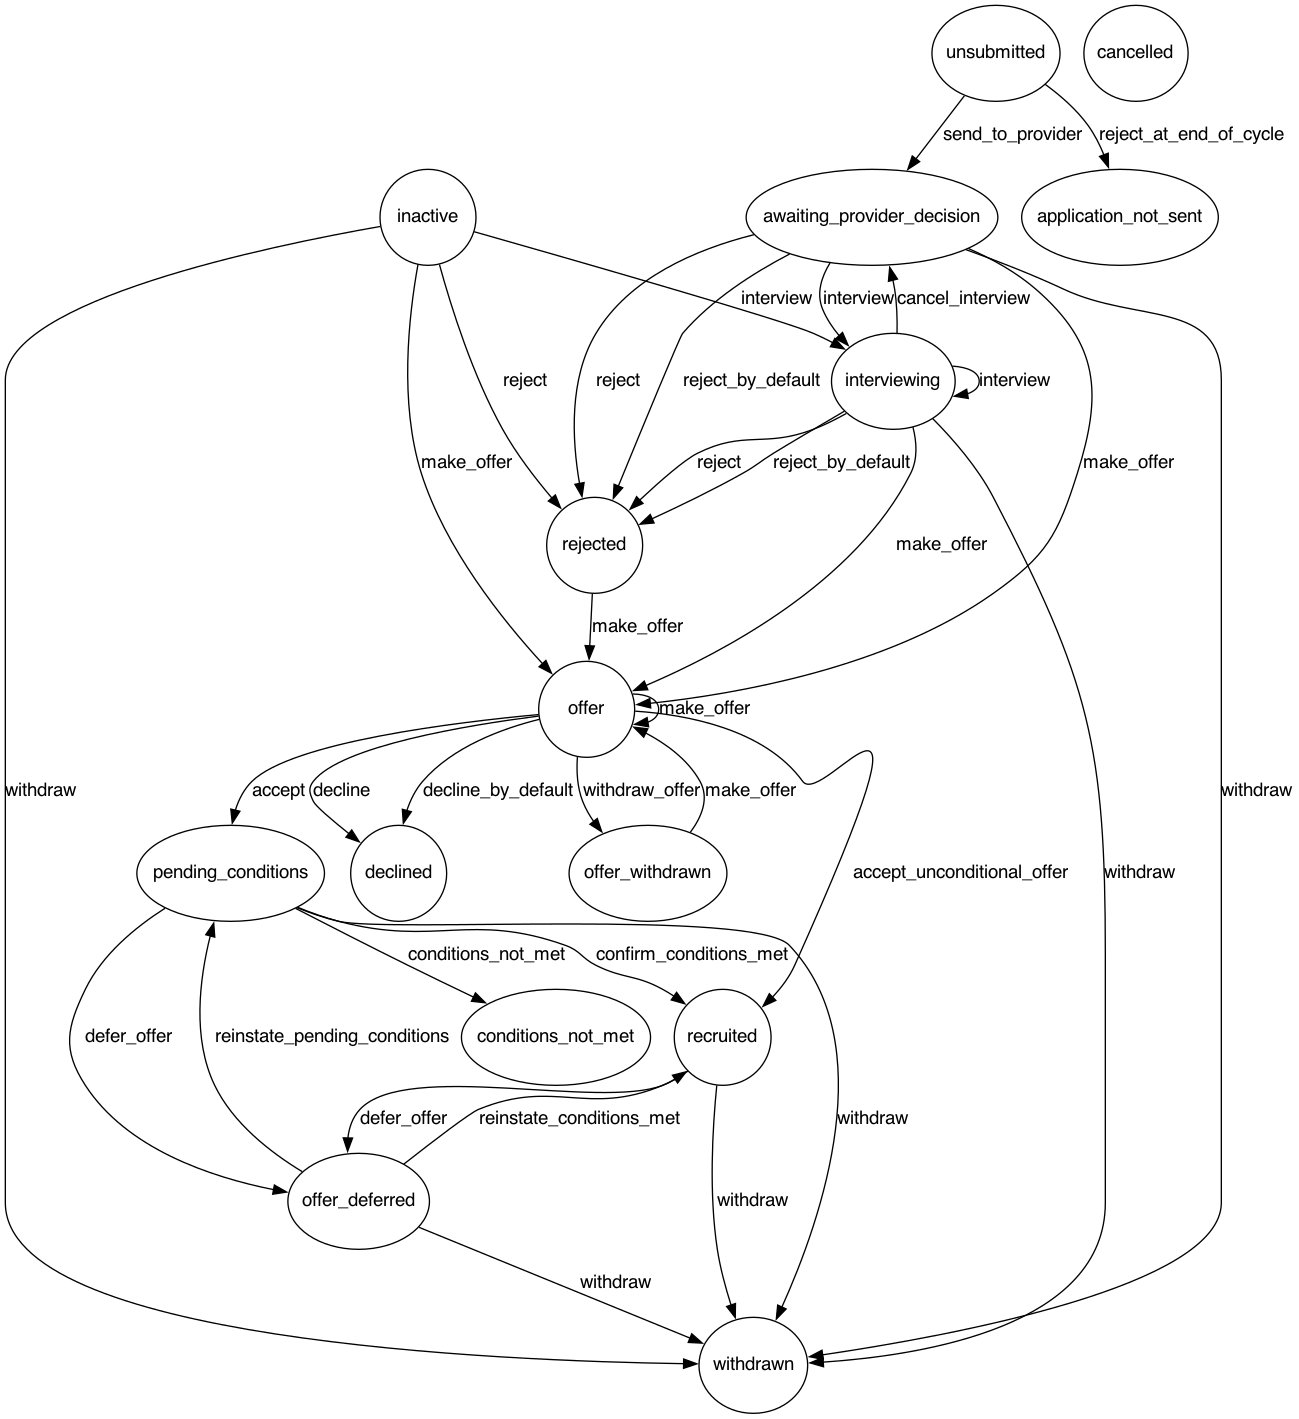 unsubmitted
cancelled
send_to_provider
reject_at_end_of_cycle
inactive
awaiting_provider_decision
application_not_sent
interview
interview
cancel_interview
reject
reject
reject_by_default
interviewing
interview
make_offer
reject
reject_by_default
make_offer
rejected
make_offer
make_offer
offer
make_offer
withdraw
accept
decline
decline_by_default
withdraw_offer
make_offer
withdraw
pending_conditions
declined
offer_withdrawn
accept_unconditional_offer
withdraw
conditions_not_met
confirm_conditions_met
defer_offer
reinstate_pending_conditions
conditions_not_met
recruited
defer_offer
reinstate_conditions_met
withdraw
offer_deferred
withdraw
withdraw
withdrawn